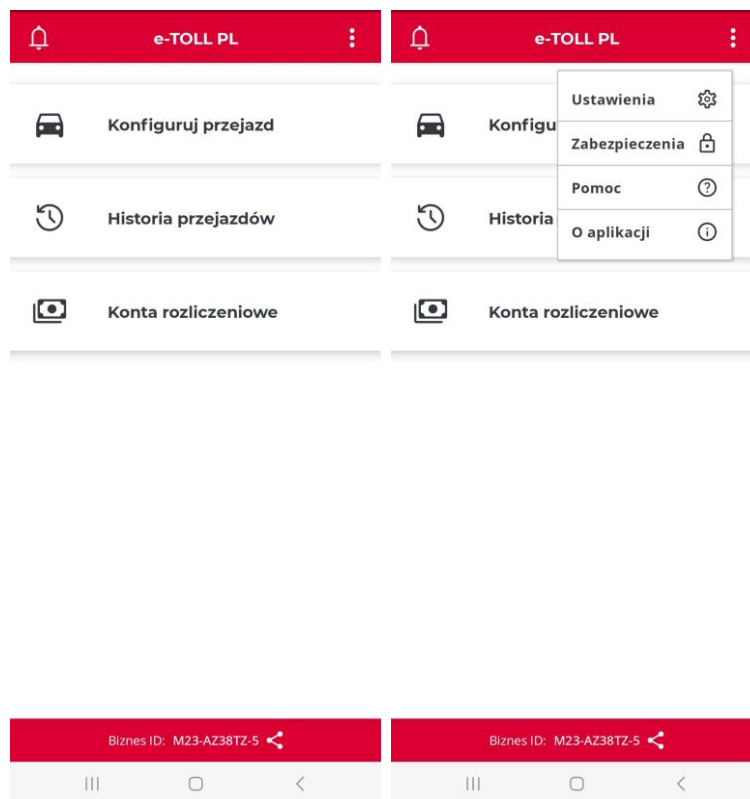 e-TOLL PL
Konfiguruj przejazd
Historia przejazdów
Konta rozliczeniowe
Biznes ID: M23-AZ38TZ-5
e-TOLL PL
Ustawienia
Konfigu
Zabezpieczenia
Pomoc
Historia
O aplikacji
Konta rozliczeniowe
Biznes ID: M23-AZ38TZ-5